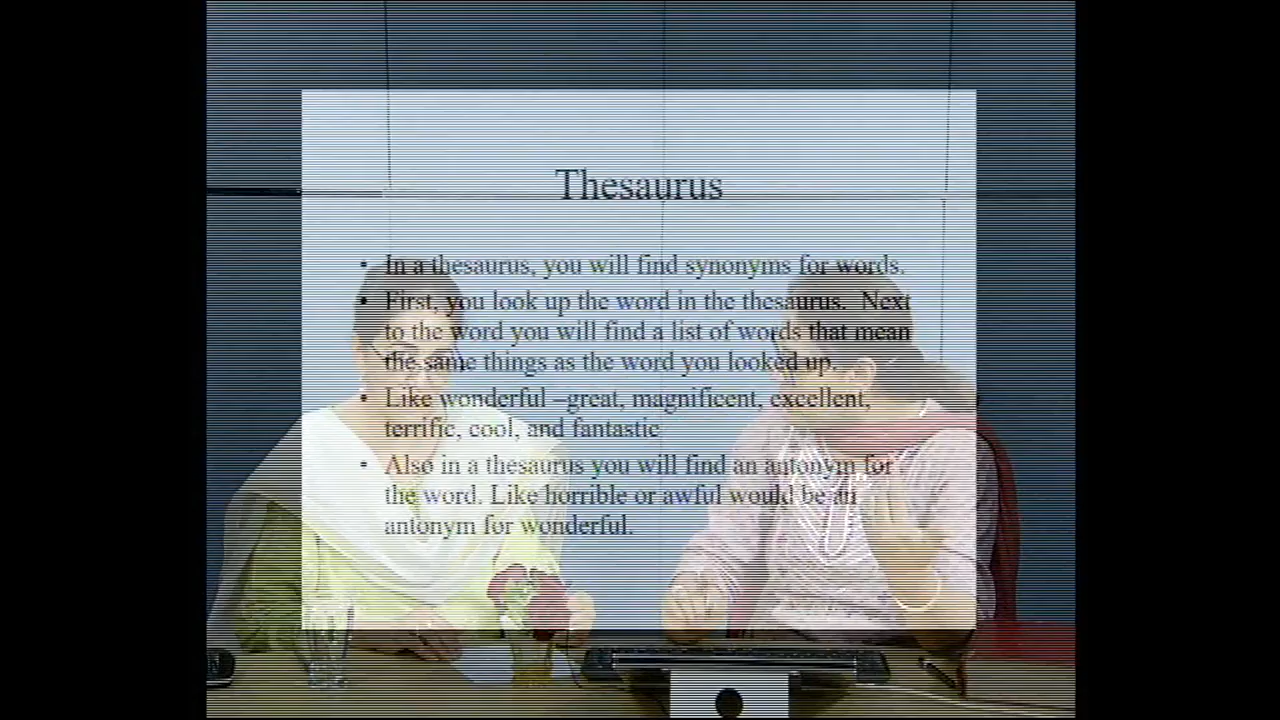 Thesaurus
• In a thesaurus, you will find synonyms for words.
• First, you look up the word in the thesaurus. Next
to the word you will find a list of words that mean
the same things as the word you looked up.
• Like wonderful –great, magnificent, excellent,
terrific, cool, and fantastic
• Also in a thesaurus you will find an antonym for
the word. Like horrible or awful would be an
antonym for wonderful.